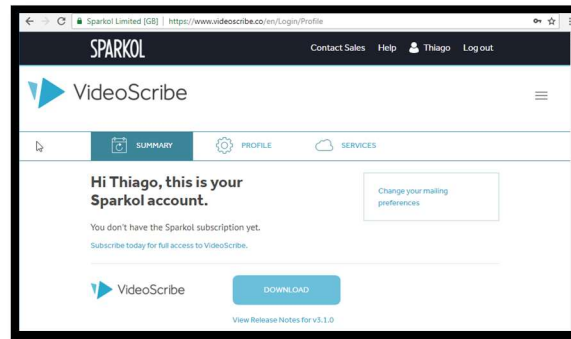 Sparkol Limited [GB] | https://www.videoscribe.co/en/Login/Profile
SPARKOL Contact Sales Help Thiago Log out
VideoScribe
SUMMARY PROFILE SERVICES
Hi Thiago, this is your
Sparkol account.
Change your mailing
preferences
You don't have the Sparkol subscription yet.
Subscribe today for full access to VideoScribe.
VideoScribe DOWNLOAD
View Release Notes for v3.1.0